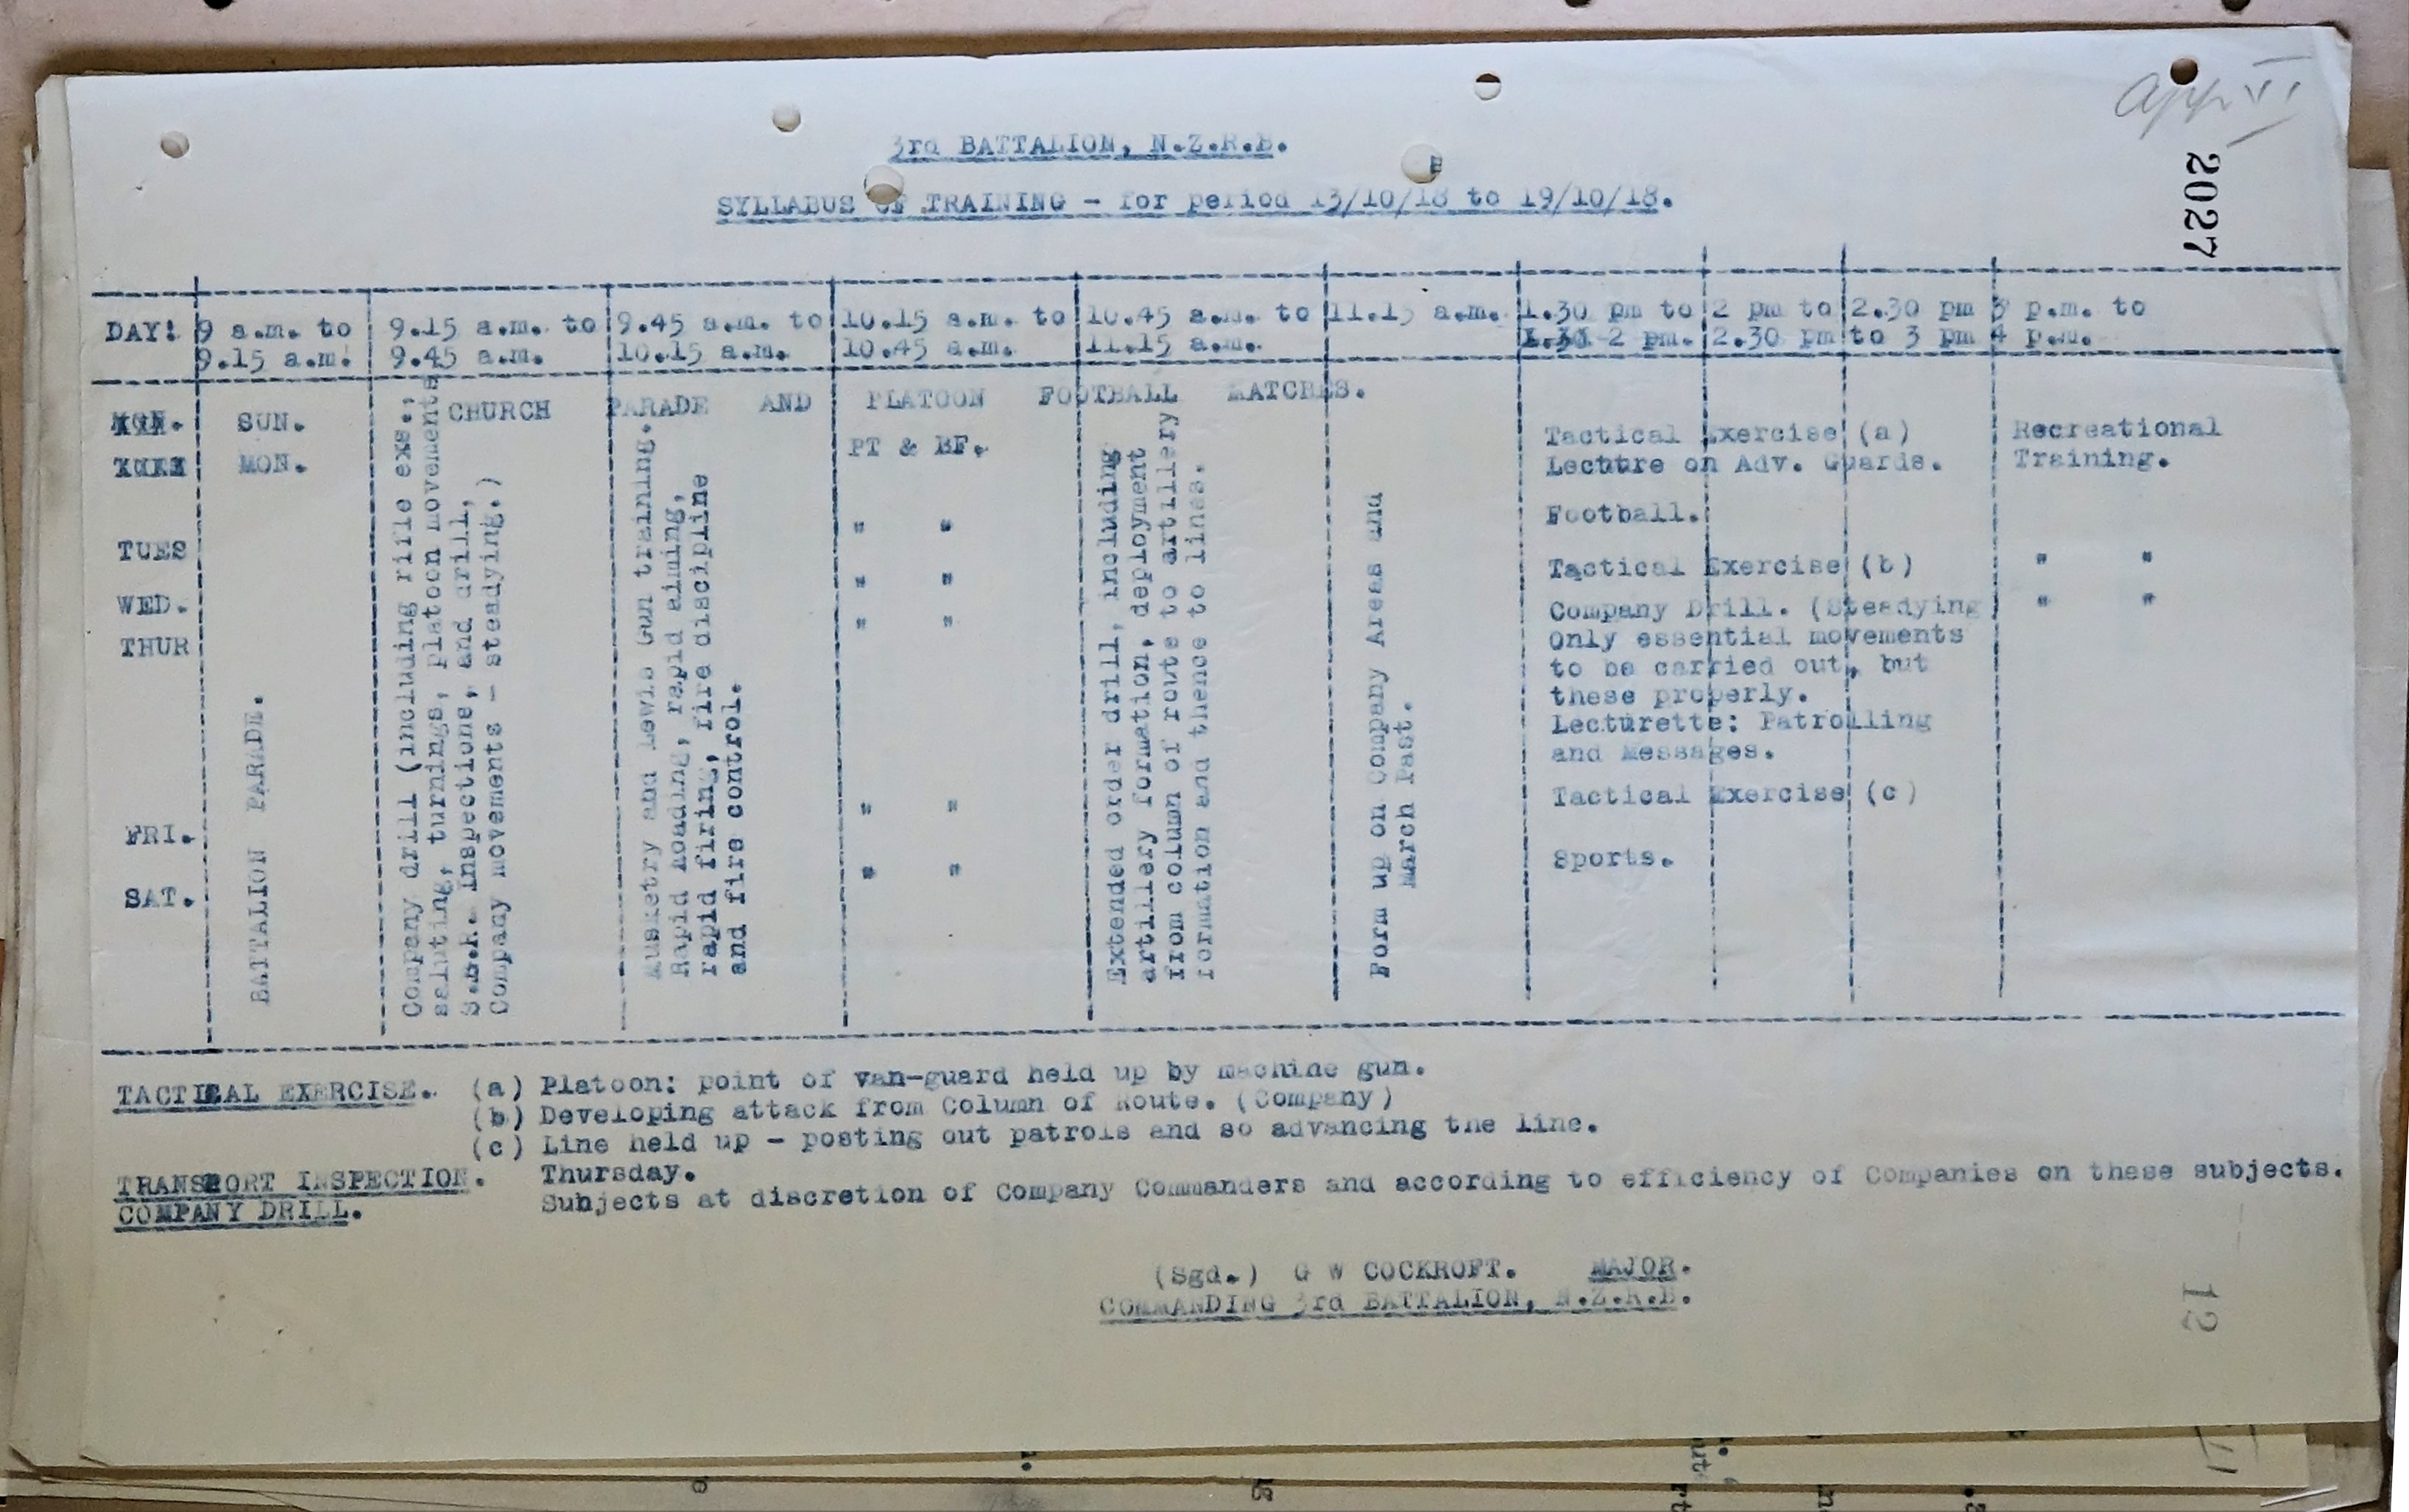 App VI
2027
3rd BATTALION, N.Z.R.B.
SYLLABUS OF TRAINING - for period 13/10/18 to 19/10/18.
DAY! 9 a.m. to 9.15 a.m. to 9.45 a.m. to 10.15 a.m. to 10.45 a.m. to 11.15 a.m. 1.30 pm to 2 pm to 2.30 pm 3 p.m. to
9.15 a.m! 9.45 a.m. 10.15 a.m. 10.45 a.m. 11.15 a.m. 2 pm. 2.30 pm to 3 pm 4 p.m.
SUN. CHURCH PARADE AND PLATOON FOOTBALL MATCHES.
MON.
MON. PT & BF. Tactical Exercise (a) Recreational
Lectutre on Adv. Guards. Training.
TUES " " Football.
WED. " " Tactical Exercise (b) " "
THUR " " Company Drill. (Steadying " "
Only essential movements
to be carried out, but
these properly.
Lecturette: Patrolling
and Messages.
FRI. " " Tactical Exercise (c)
SAT. " " Sports.
BATTALION PARADE.
Company drill (including rifle exs.,
saluting, turnings, platoon movements
S.B.R. Inspections, and drill,
Company movements - steadying.)
Musketry and Lewis Gun training.
Rapid loading, rapid aiming,
rapid firing, fire discipline
and fire control.
Extended order drill, including
artillery formation, deployment
from column of route to artillery
formation and thence to lines.
Form up on Company Areas and
March Past.
TACTICAL EXERCISE. (a) Platoon: point of van-guard held up by machine gun.
(b) Developing attack from Column of Route. (Company)
(c) Line held up - posting out patrols and so advancing the line.
TRANSPORT INSPECTION. Thursday.
COMPANY DRILL. Subjects at discretion of Company Commanders and according to efficiency of Companies on these subjects.
(Sgd.) G W COCKROFT. MAJOR.
COMMANDING 3rd BATTALION, N.Z.R.B.
12